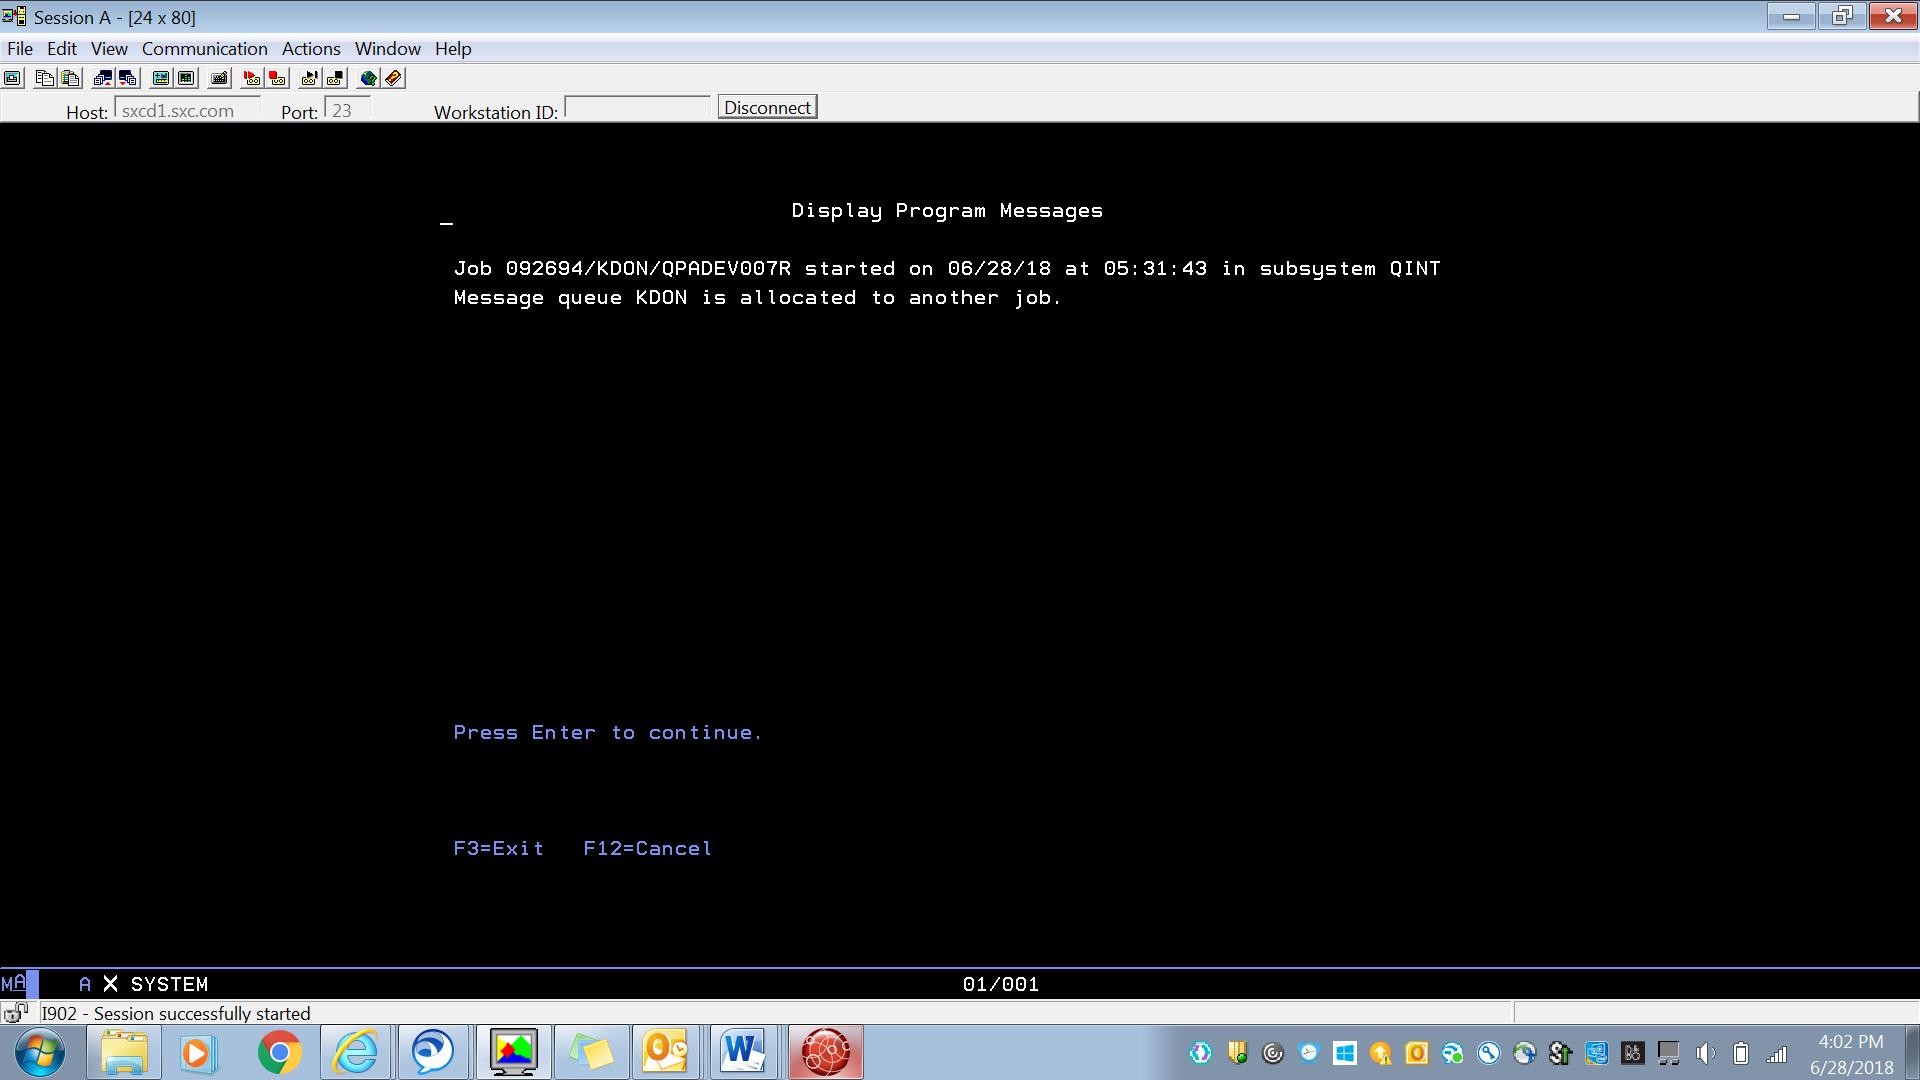 Session A - [24 x 80]
File Edit View Communication Actions Window Help
Host: sxcd1.sxc.com Port: 23 Workstation ID: Disconnect
Display Program Messages
Job 092694/KDON/QPADEV007R started on 06/28/18 at 05:31:43 in subsystem QINT
Message queue KDON is allocated to another job.
Press Enter to continue.
F3=Exit F12=Cancel
MA A X SYSTEM 01/001
I902 - Session successfully started
4:02 PM
6/28/2018